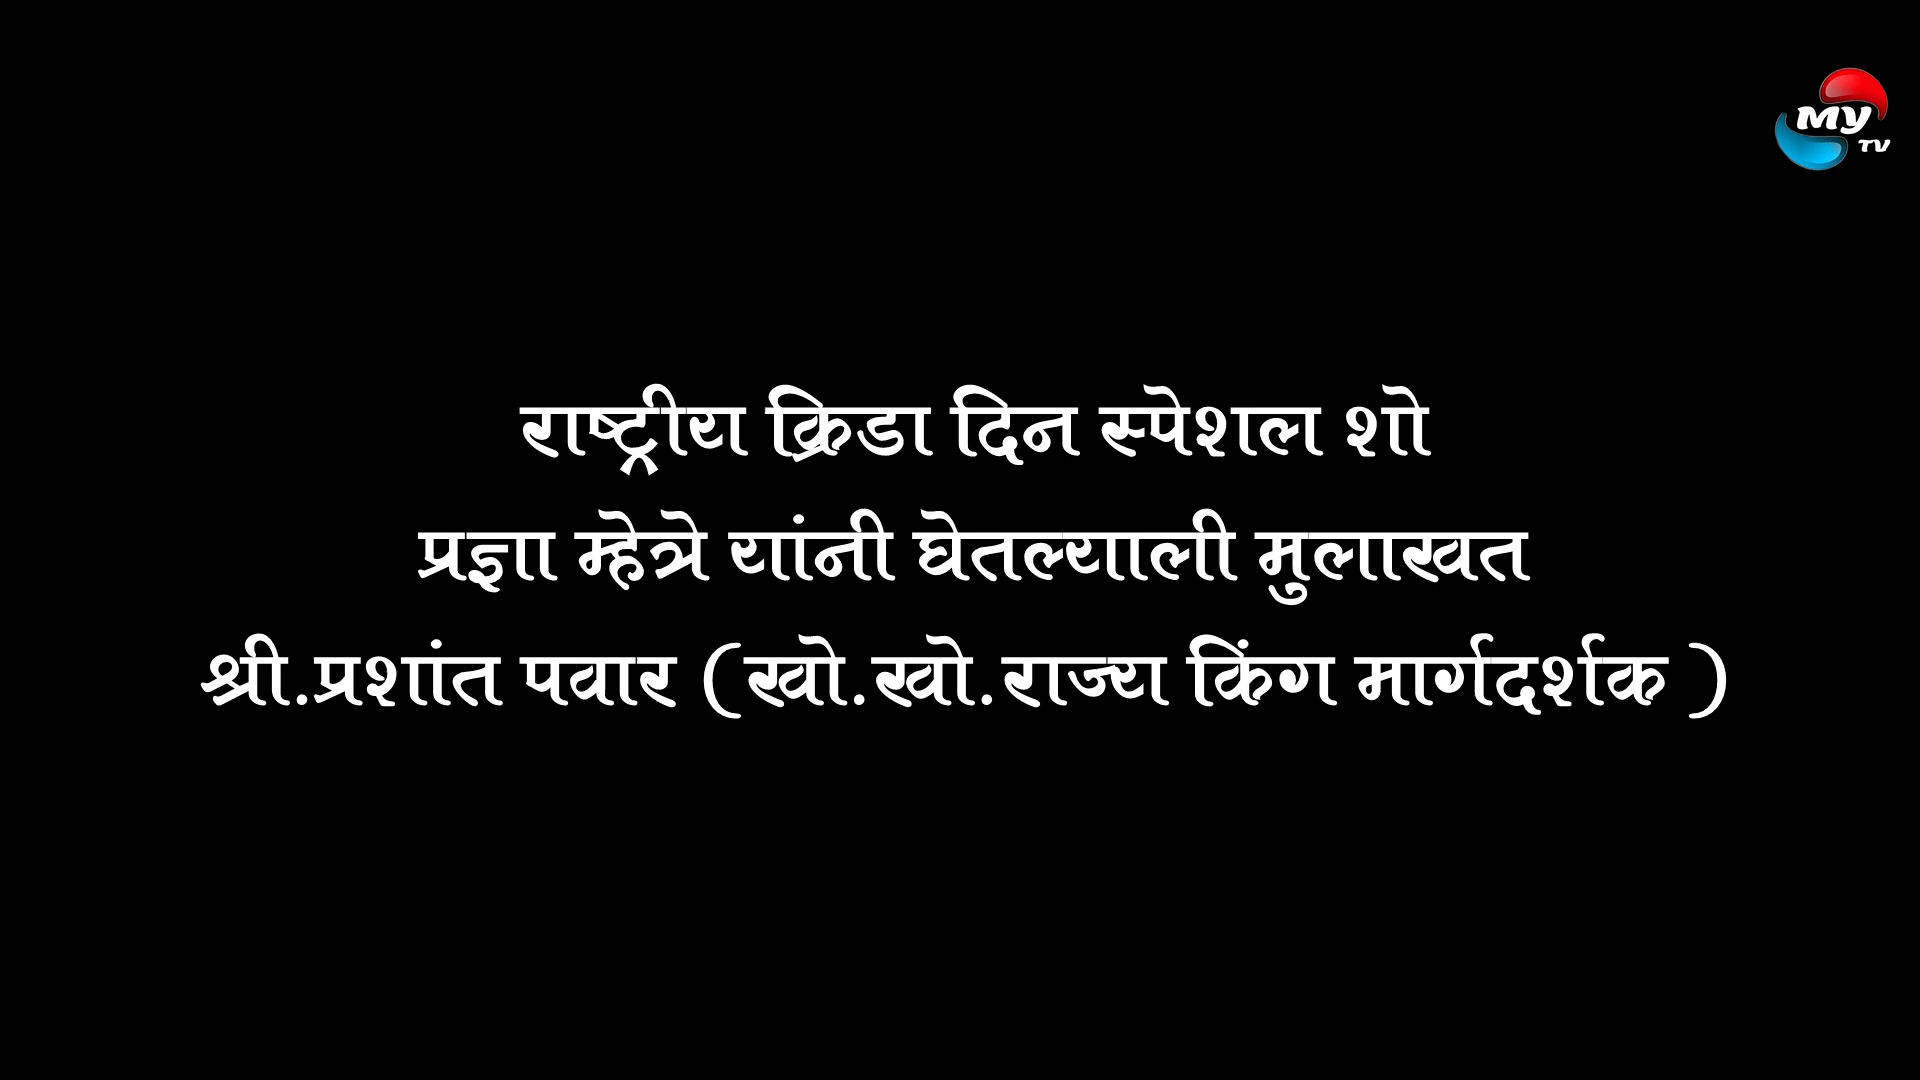 MY
TV
राष्ट्रीय क्रिडा दिन स्पेशल शो
प्रज्ञा म्हेत्रे यांनी घेतल्याली मुलाखत
श्री.प्रशांत पवार (खो.खो.राज्य किंग मार्गदर्शक )